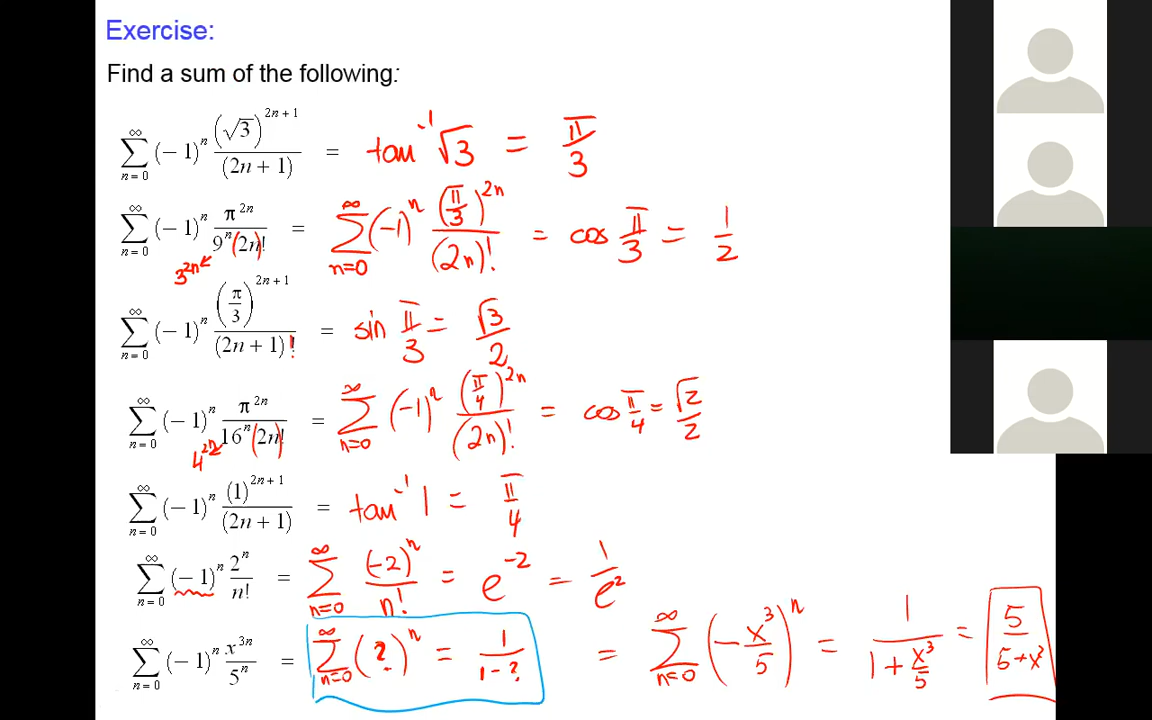 Exercise:
Find a sum of the following:
∑_{n=0}^{∞} (−1)^n (√3)^{2n+1} / (2n+1) = tan^{-1} √3 = π/3
∑_{n=0}^{∞} (−1)^n π^{2n} / 9^n (2n)! = ∑_{n=0}^{∞} (−1)^n (π/3)^{2n} / (2n)! = cos π/3 = 1/2
3^{2n}
∑_{n=0}^{∞} (−1)^n (π/3)^{2n+1} / (2n+1)! = sin π/3 = √3/2
∑_{n=0}^{∞} (−1)^n π^{2n} / 16^n (2n)! = ∑_{n=0}^{∞} (−1)^n (π/4)^{2n} / (2n)! = cos π/4 = √2/2
4^{2n}
∑_{n=0}^{∞} (−1)^n (1)^{2n+1} / (2n+1) = tan^{-1} 1 = π/4
∑_{n=0}^{∞} (−1)^n 2^n / n! = ∑_{n=0}^{∞} (−2)^n / n! = e^{−2} = 1/e^2
∑_{n=0}^{∞} (−1)^n x^{3n} / 5^n = ∑_{n=0}^{∞} (?)^n = 1 / 1−? = ∑_{n=0}^{∞} (−x^3/5)^n = 1 / 1+x^3/5 = 5 / 5+x^3